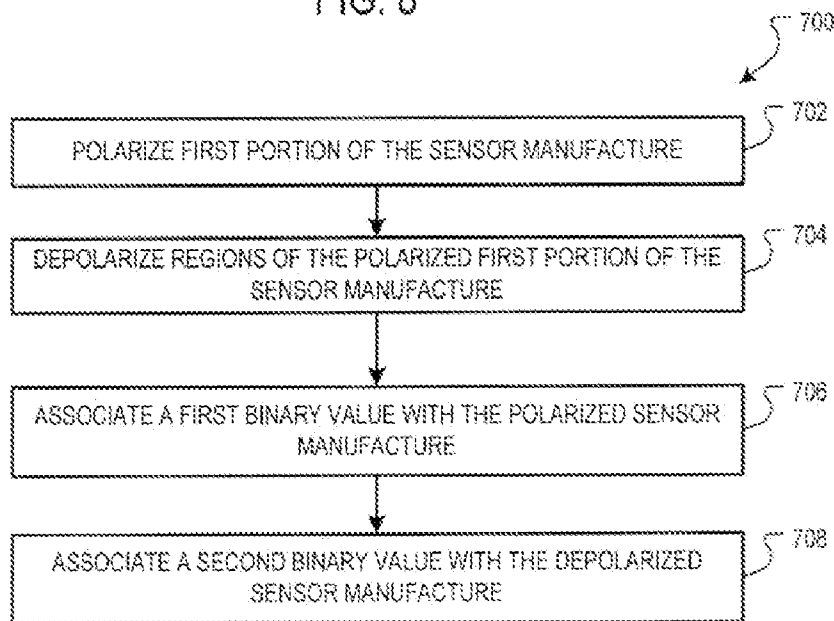 700
702
POLARIZE FIRST PORTION OF THE SENSOR MANUFACTURE
704
DEPOLARIZE REGIONS OF THE POLARIZED FIRST PORTION OF THE
SENSOR MANUFACTURE
706
ASSOCIATE A FIRST BINARY VALUE WITH THE POLARIZED SENSOR
MANUFACTURE
708
ASSOCIATE A SECOND BINARY VALUE WITH THE DEPOLARIZED
SENSOR MANUFACTURE